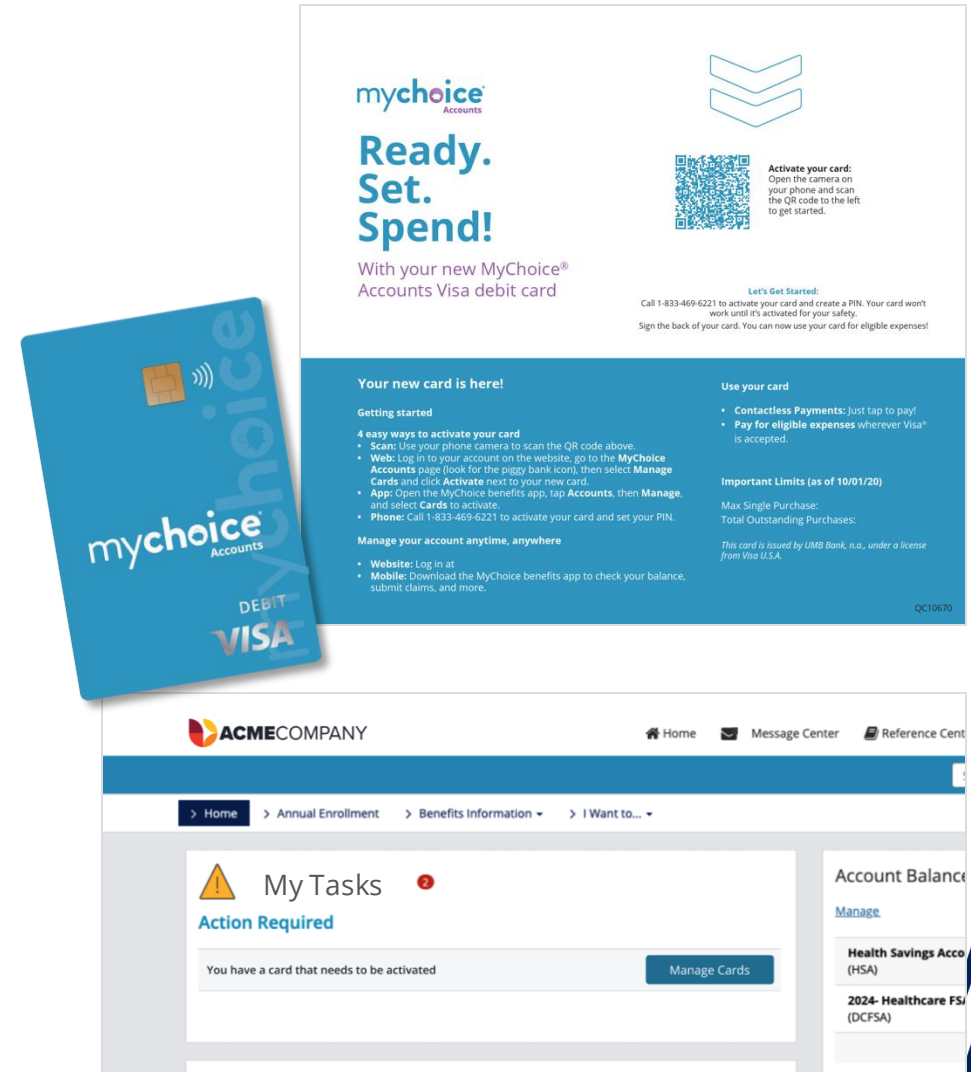 mychoice®
Accounts
Ready.
Set.
Spend!
With your new MyChoice®
Accounts Visa debit card
Activate your card:
Open the camera on
your phone and scan
the QR code to the left
to get started.
Let's Get Started:
Call 1-833-469-6221 to activate your card and create a PIN. Your card won't
work until it's activated for your safety.
Sign the back of your card. You can now use your card for eligible expenses!
Your new card is here!
Getting started
4 easy ways to activate your card
• Scan: Use your phone camera to scan the QR code above.
• Web: Log in to your account on the website, go to the MyChoice
Accounts page (look for the piggy bank icon), then select Manage
Cards and click Activate next to your new card.
• App: Open the MyChoice benefits app, tap Accounts, then Manage,
and select Cards to activate.
• Phone: Call 1-833-469-6221 to activate your card and set your PIN.
Manage your account anytime, anywhere
• Website: Log in at
• Mobile: Download the MyChoice benefits app to check your balance,
submit claims, and more.
Use your card
• Contactless Payments: Just tap to pay!
• Pay for eligible expenses wherever Visa®
is accepted.
Important Limits (as of 10/01/20)
Max Single Purchase:
Total Outstanding Purchases:
This card is issued by UMB Bank, n.a., under a license
from Visa U.S.A.
QC10670
mychoice
mychoice®
Accounts
DEBIT
VISA
ACMECOMPANY
Home Message Center Reference Cent
> Home > Annual Enrollment > Benefits Information > I Want to...
My Tasks 2
Action Required
You have a card that needs to be activated
Manage Cards
Account Balance
Manage
Health Savings Acco
(HSA)
2024- Healthcare FSA
(DCFSA)